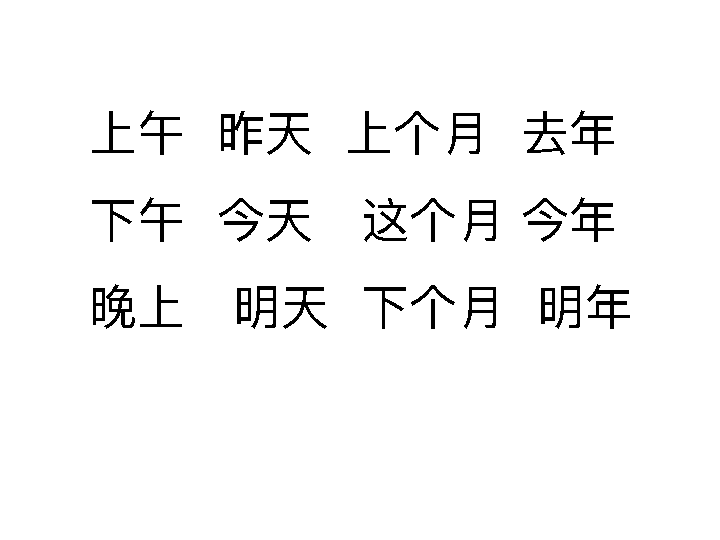 上午 昨天 上个月 去年
下午 今天 这个月 今年
晚上 明天 下个月 明年